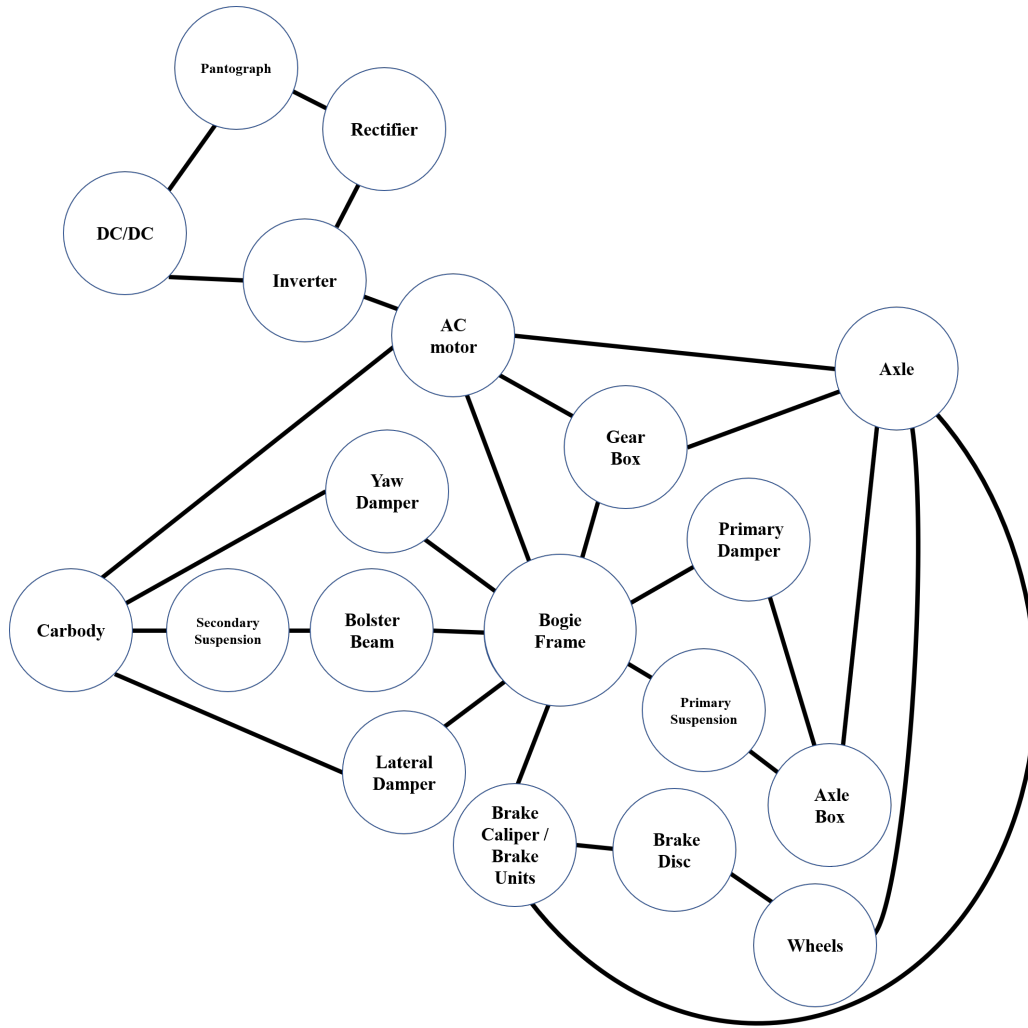 Pantograph
Rectifier
DC/DC
Inverter
AC
motor
Axle
Gear
Box
Yaw
Damper
Primary
Damper
Carbody
Secondary
Suspension
Bolster
Beam
Bogie
Frame
Primary
Suspension
Lateral
Damper
Axle
Box
Brake
Caliper /
Brake
Units
Brake
Disc
Wheels